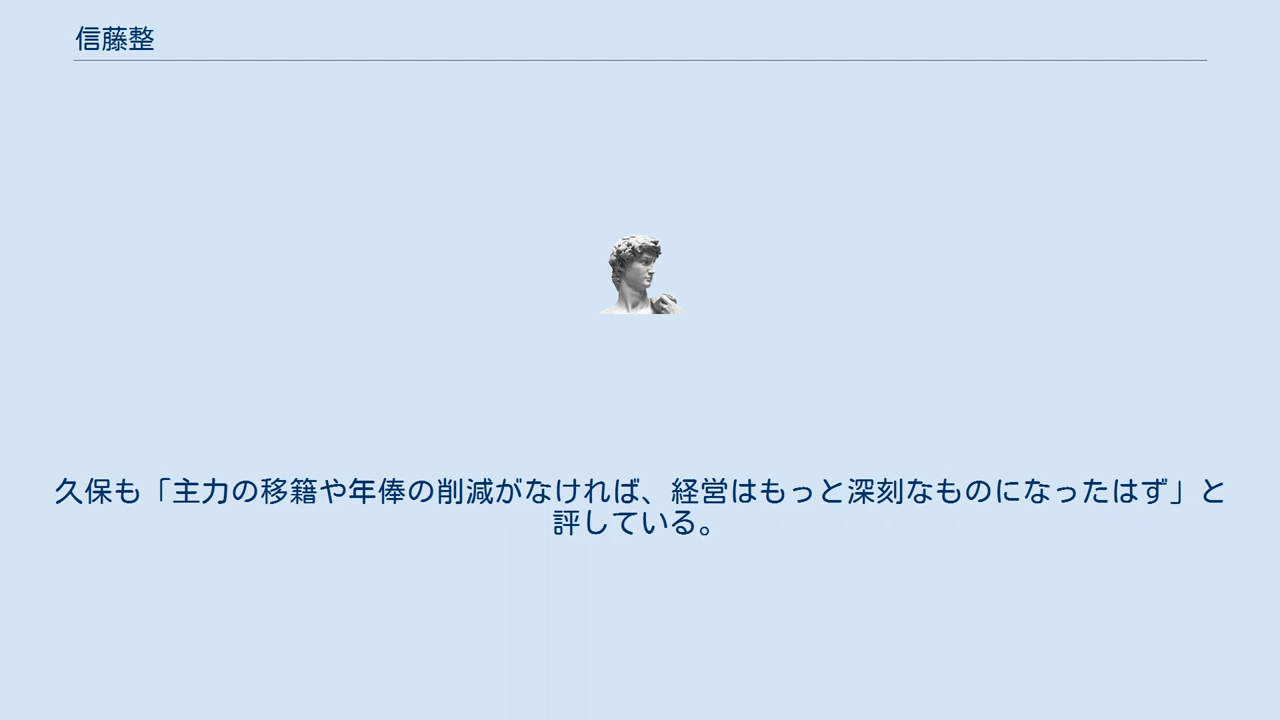 信藤整
久保も「主力の移籍や年俸の削減がなければ、経営はもっと深刻なものになったはず」と
評している。